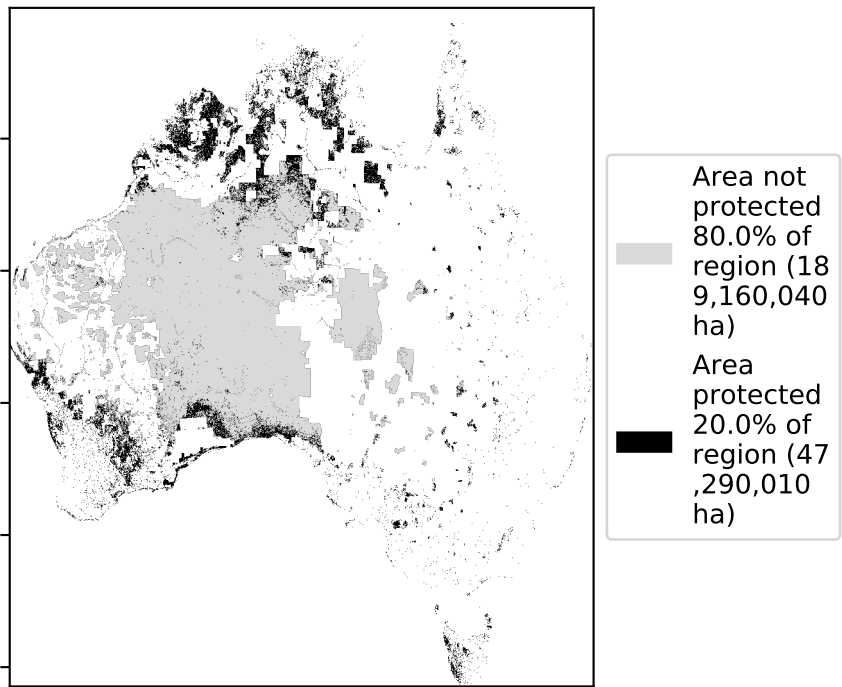 Area not
protected
80.0% of
region (18
9,160,040
ha)
Area
protected
20.0% of
region (47
,290,010
ha)